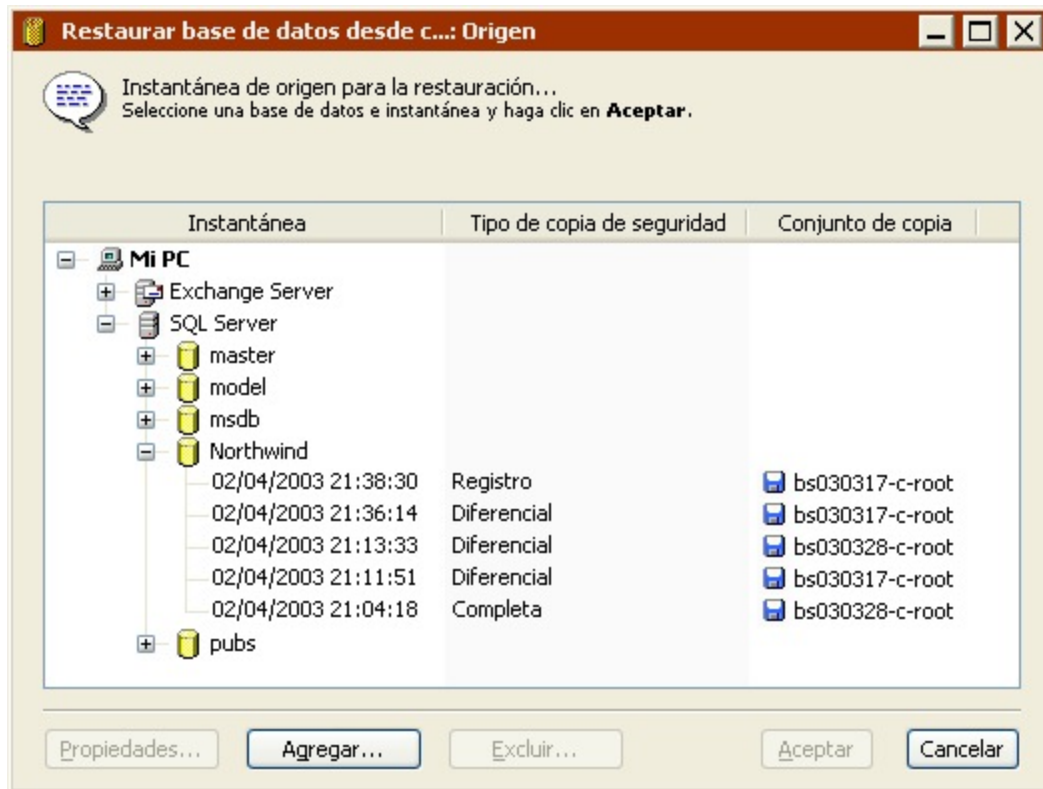 Restaurar base de datos desde c...: Origen
Instantánea de origen para la restauración...
Seleccione una base de datos e instantánea y haga clic en Aceptar.
Instantánea Tipo de copia de seguridad Conjunto de copia
Mi PC
Exchange Server
SQL Server
master
model
msdb
Northwind
02/04/2003 21:38:30 Registro bs030317-c-root
02/04/2003 21:36:14 Diferencial bs030317-c-root
02/04/2003 21:13:33 Diferencial bs030328-c-root
02/04/2003 21:11:51 Diferencial bs030317-c-root
02/04/2003 21:04:18 Completa bs030328-c-root
pubs
Propiedades... Agregar... Excluir... Aceptar Cancelar